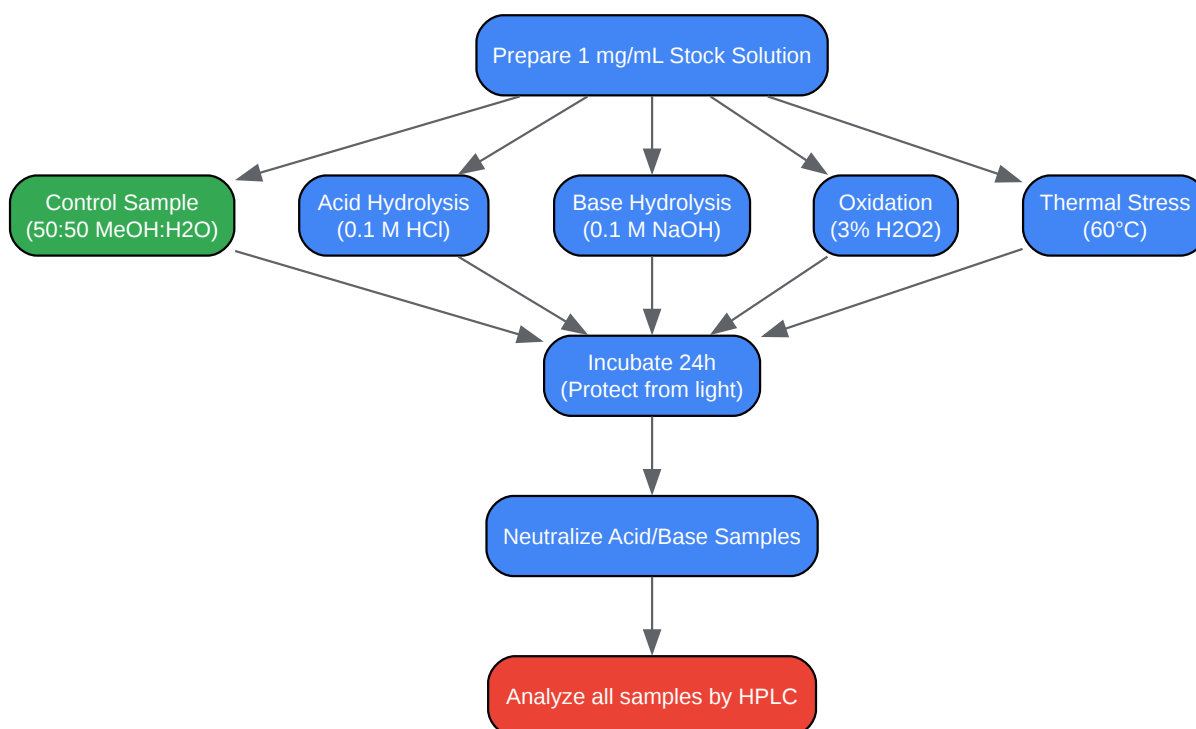 Prepare 1 mg/mL Stock Solution
Control Sample
(50:50 MeOH:H2O)
Acid Hydrolysis
(0.1 M HCl)
Base Hydrolysis
(0.1 M NaOH)
Oxidation
(3% H2O2)
Thermal Stress
(60°C)
Incubate 24h
(Protect from light)
Neutralize Acid/Base Samples
Analyze all samples by HPLC